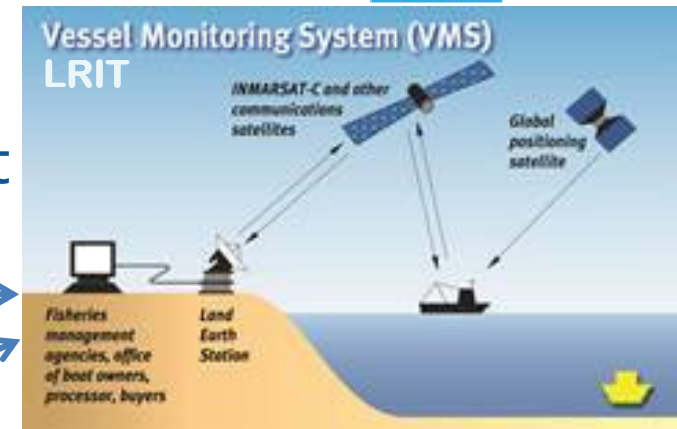 Vessel Monitoring System (VMS)
LRIT
INMARSAT-C and other
communications
satellites
Global
positioning
satellite
t
Fisheries
management
agencies, office
of boat owners,
processor, buyers
Land
Earth
Station